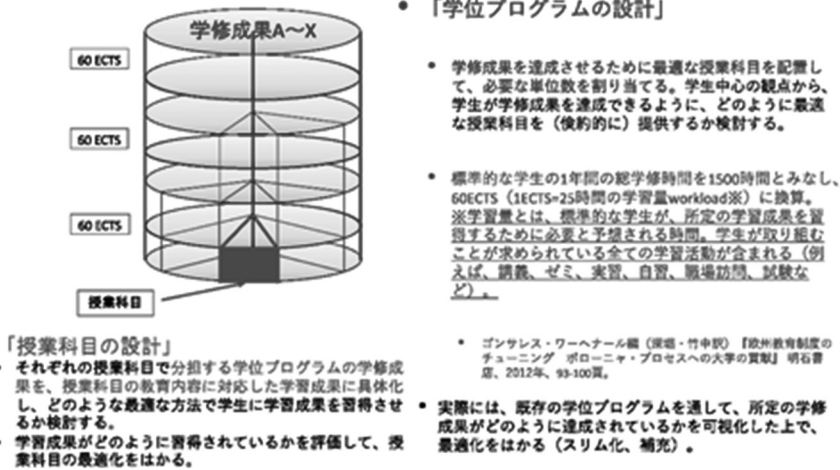 学修成果A〜X
60 ECTS
60 ECTS
60 ECTS
授業科目
「授業科目の設計」
それぞれの授業科目で分担する学位プログラムの学修成
果を、授業科目の教育内容に対応した学習成果に具体化
し、どのような最適な方法で学生に学習成果を習得させ
るか検討する。
学習成果がどのように習得されているかを評価して、授
業科目の最適化をはかる。
• 「学位プログラムの設計」
• 学修成果を達成させるために最適な授業科目を配置し
て、必要な単位数を割り当てる。学生中心の観点から、
学生が学修成果を達成できるように、どのように最適
な授業科目を（倹約的に）提供するか検討する。
• 標準的な学生の1年間の総学修時間を1500時間とみなし、
60ECTS（1ECTS=25時間の学習量workload※）に換算。
※学習量とは、標準的な学生が、所定の学習成果を習
得するために必要と予想される時間。学生が取り組む
ことが求められている全ての学習活動が含まれる（例
えば、講義、ゼミ、実習、自習、職場訪問、試験な
ど）。
• ゴンサレス・ワーヘナール編（深堀・竹中訳）『欧州教育制度の
チューニング ボローニャ・プロセスへの大学の貢献』明石書
店、2012年、93-100頁。
• 実際には、既存の学位プログラムを通して、所定の学修
成果がどのように達成されているかを可視化した上で、
最適化をはかる（スリム化、補充）。